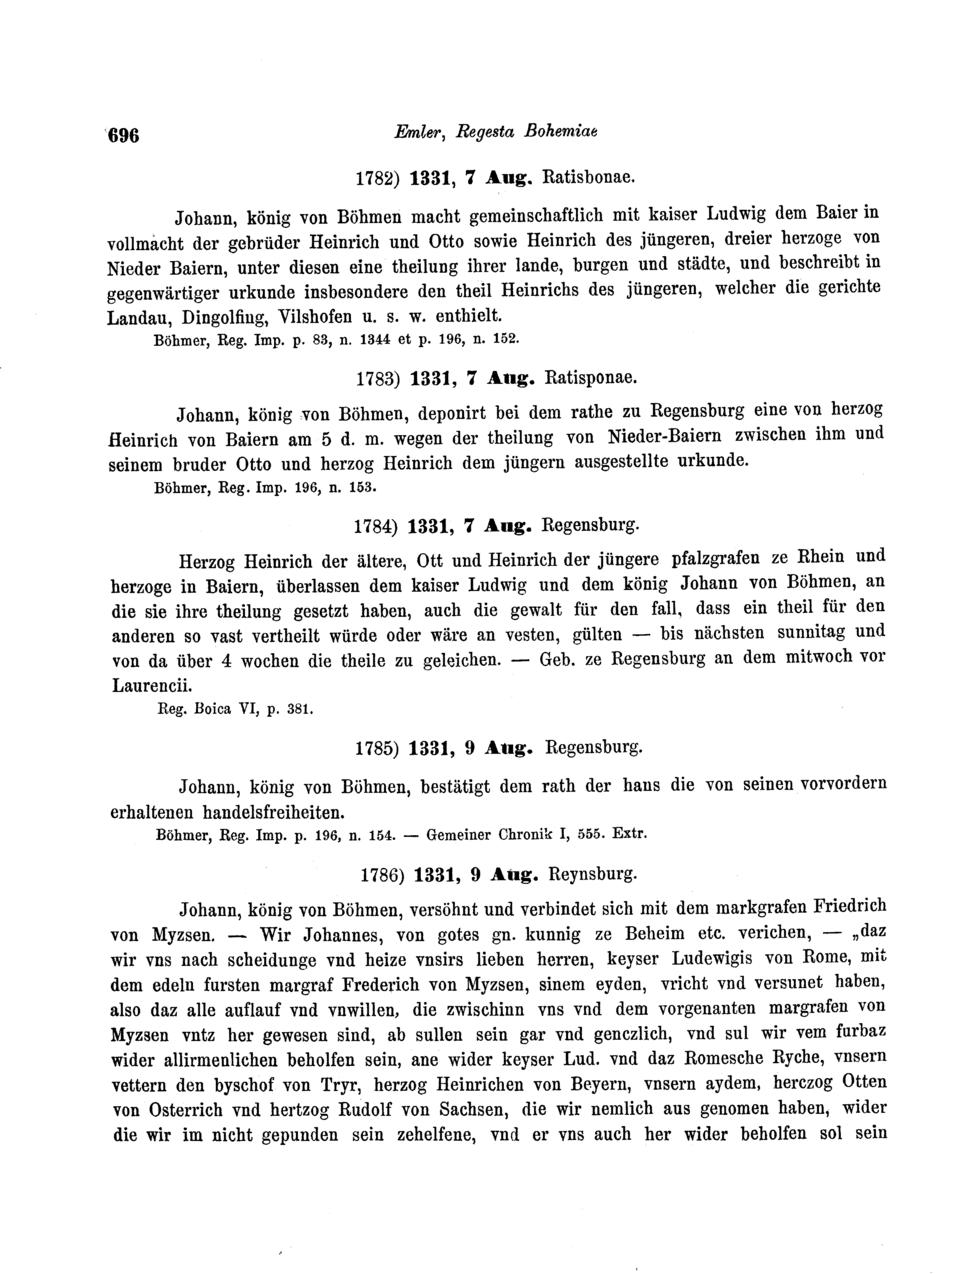 696 Emler, Regesta Bohemiae
1782) 1331, 7 Aug. Ratisbonae.
Johann, könig von Böhmen macht gemeinschaftlich mit kaiser Ludwig dem Baier in
vollmacht der gebrüder Heinrich und Otto sowie Heinrich des jüngeren, dreier herzoge von
Nieder Baiern, unter diesen eine theilung ihrer lande, burgen und städte, und beschreibt in
gegenwärtiger urkunde insbesondere den theil Heinrichs des jüngeren, welcher die gerichte
Landau, Dingolfing, Vilshofen u. s. w. enthielt.
Böhmer, Reg. Imp. p. 83, n. 1344 et p. 196, n. 152.
1783) 1331, 7 Aug. Ratisponae.
Johann, könig von Böhmen, deponirt bei dem rathe zu Regensburg eine von herzog
Heinrich von Baiern am 5 d. m. wegen der theilung von Nieder-Baiern zwischen ihm und
seinem bruder Otto und herzog Heinrich dem jüngern ausgestellte urkunde.
Böhmer, Reg. Imp. 196, n. 153.
1784) 1331, 7 Aug. Regensburg.
Herzog Heinrich der ältere, Ott und Heinrich der jüngere pfalzgrafen ze Rhein und
herzoge in Baiern, überlassen dem kaiser Ludwig und dem könig Johann von Böhmen, an
die sie ihre theilung gesetzt haben, auch die gewalt für den fall, dass ein theil für den
anderen so vast vertheilt würde oder wäre an vesten, gülten — bis nächsten sunnitag und
von da über 4 wochen die theile zu geleichen. — Geb. ze Regensburg an dem mitwoch vor
Laurencii.
Reg. Boica VI, p. 381.
1785) 1331, 9 Aug. Regensburg.
Johann, könig von Böhmen, bestätigt dem rath der hans die von seinen vorvordern
erhaltenen handelsfreiheiten.
Böhmer, Reg. Imp. p. 196, n. 154. — Gemeiner Chronik I, 555. Extr.
1786) 1331, 9 Aug. Reynsburg.
Johann, könig von Böhmen, versöhnt und verbindet sich mit dem markgrafen Friedrich
von Myzsen. — Wir Johannes, von gotes gn. kunnig ze Beheim etc. verichen, — „daz
wir vns nach scheidunge vnd heize vnsirs lieben herren, keyser Ludewigis von Rome, mit
dem edeln fursten margraf Frederich von Myzsen, sinem eyden, vricht vnd versunet haben,
also daz alle auflauf vnd vnwillen, die zwischinn vns vnd dem vorgenanten margrafen von
Myzsen vntz her gewesen sind, ab sullen sein gar vnd genczlich, vnd sul wir vem furbaz
wider allirmenlichen beholfen sein, ane wider keyser Lud. vnd daz Romesche Ryche, vnsern
vettern den byschof von Tryr, herzog Heinrichen von Beyern, vnsern aydem, herczog Otten
von Osterrich vnd hertzog Rudolf von Sachsen, die wir nemlich aus genomen haben, wider
die wir im nicht gepunden sein zehelfene, vnd er vns auch her wider beholfen sol sein